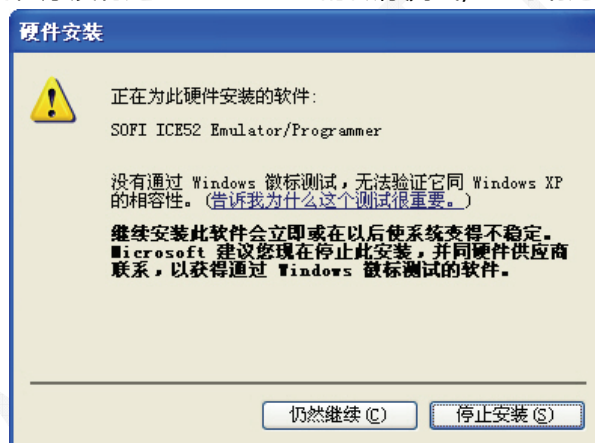 硬件安装
正在为此硬件安装的软件:
SOFI ICE52 Emulator/Programmer
没有通过 Windows 徽标测试，无法验证它同 Windows XP
的相容性。(告诉我为什么这个测试很重要。)
继续安装此软件会立即或在以后使系统变得不稳定。
Microsoft 建议您现在停止此安装，并同硬件供应商
联系，以获得通过 Windows 徽标测试的软件。
仍然继续(C) 停止安装(S)